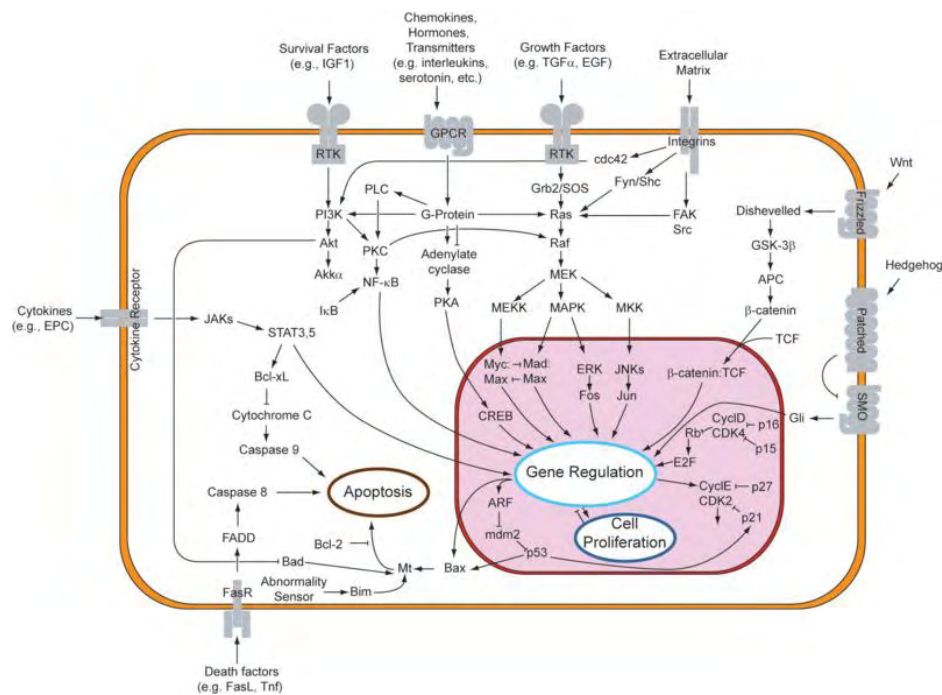 Chemokines,
Hormones,
Transmitters
(e.g. interleukins,
serotonin, etc.)
Survival Factors
(e.g., IGF1)
Growth Factors
(e.g. TGFα, EGF)
Extracellular
Matrix
RTK
GPCR
RTK
Integrins
cdc42
Wnt
PLC
Grb2/SOS
Fyn/Shc
Frizzled
PI3K
G-Protein
Ras
FAK
Src
Dishevelled
Akt
PKC
Raf
GSK-3β
Adenylate
cyclase
Hedgehog
Akkα
NF-κB
MEK
APC
IκB
PKA
MEKK
MAPK
MKK
β-catenin
Patched
Cytokines
(e.g., EPC)
Cytokine Receptor
JAKs
STAT3,5
TCF
Myc:
Mad:
Max
Max
ERK
JNKs
β-catenin:TCF
Bcl-xL
Fos
Jun
SMO
Cytochrome C
CREB
Gli
CyclD
p16
Rb
CDK4
p15
Caspase 9
E2F
Gene Regulation
Caspase 8
Apoptosis
ARF
CyclE
p27
CDK2
p21
FADD
Bcl-2
mdm2
Cell
Proliferation
p53
Bad
Mt
Bax
FasR
Abnormality
Sensor
Bim
Death factors
(e.g. FasL, Tnf)